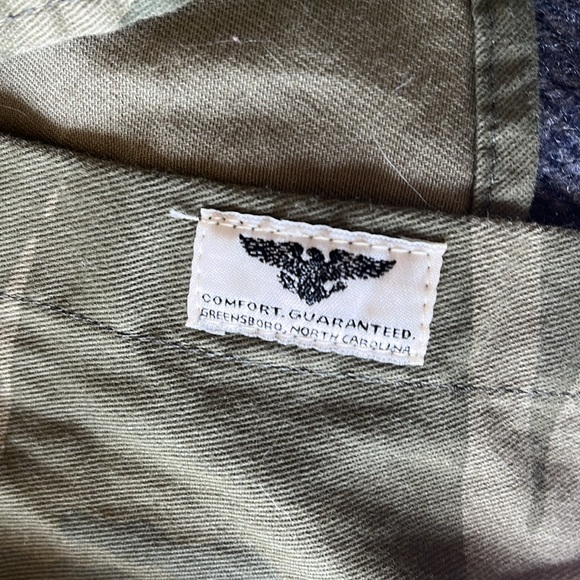 COMFORT. GUARANTEED.
GREENSBORO, NORTH CAROLINA